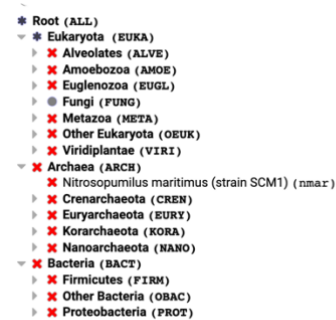 Root (ALL)
Eukaryota (EUKA)
Alveolates (ALVE)
Amoebozoa (AMOE)
Euglenozoa (EUGL)
Fungi (FUNG)
Metazoa (META)
Other Eukaryota (OEUK)
Viridiplantae (VIRI)
Archaea (ARCH)
Nitrosopumilus maritimus (strain SCM1) (nmar)
Crenarchaeota (CREN)
Euryarchaeota (EURY)
Korarchaeota (KORA)
Nanoarchaeota (NANO)
Bacteria (BACT)
Firmicutes (FIRM)
Other Bacteria (OBAC)
Proteobacteria (PROT)